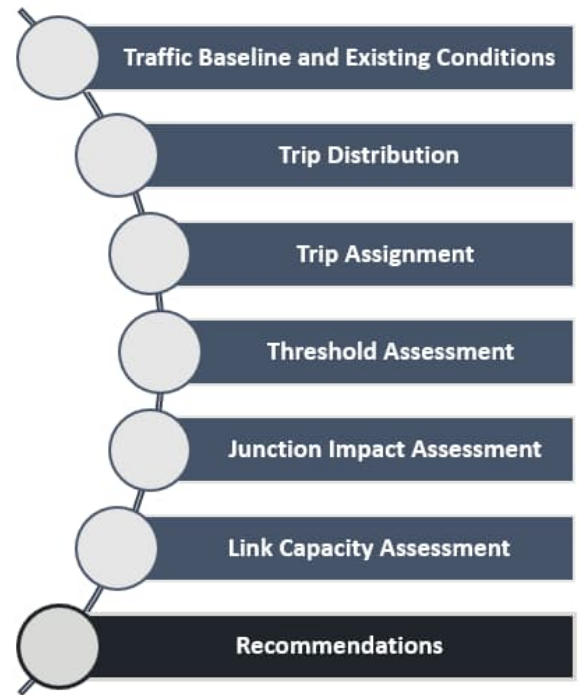 Traffic Baseline and Existing Conditions
Trip Distribution
Trip Assignment
Threshold Assessment
Junction Impact Assessment
Link Capacity Assessment
Recommendations